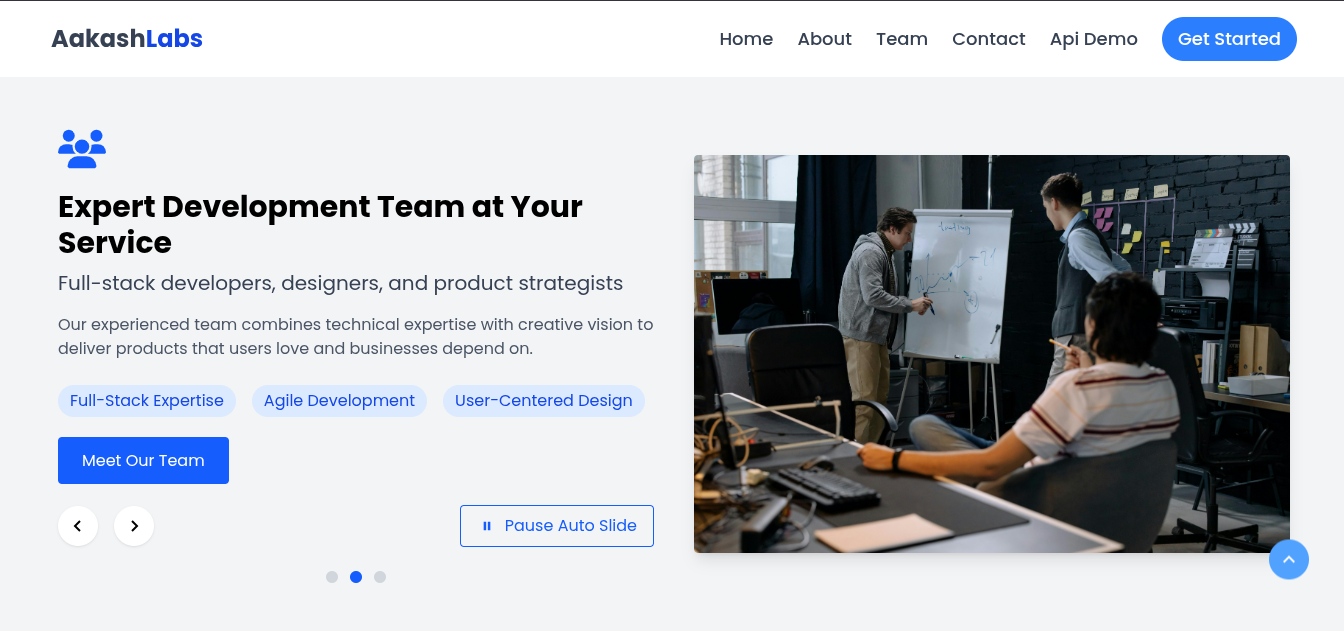 AakashLabs
Home About Team Contact Api Demo Get Started
Expert Development Team at Your
Service
Full-stack developers, designers, and product strategists
Our experienced team combines technical expertise with creative vision to
deliver products that users love and businesses depend on.
Full-Stack Expertise Agile Development User-Centered Design
Meet Our Team
Pause Auto Slide